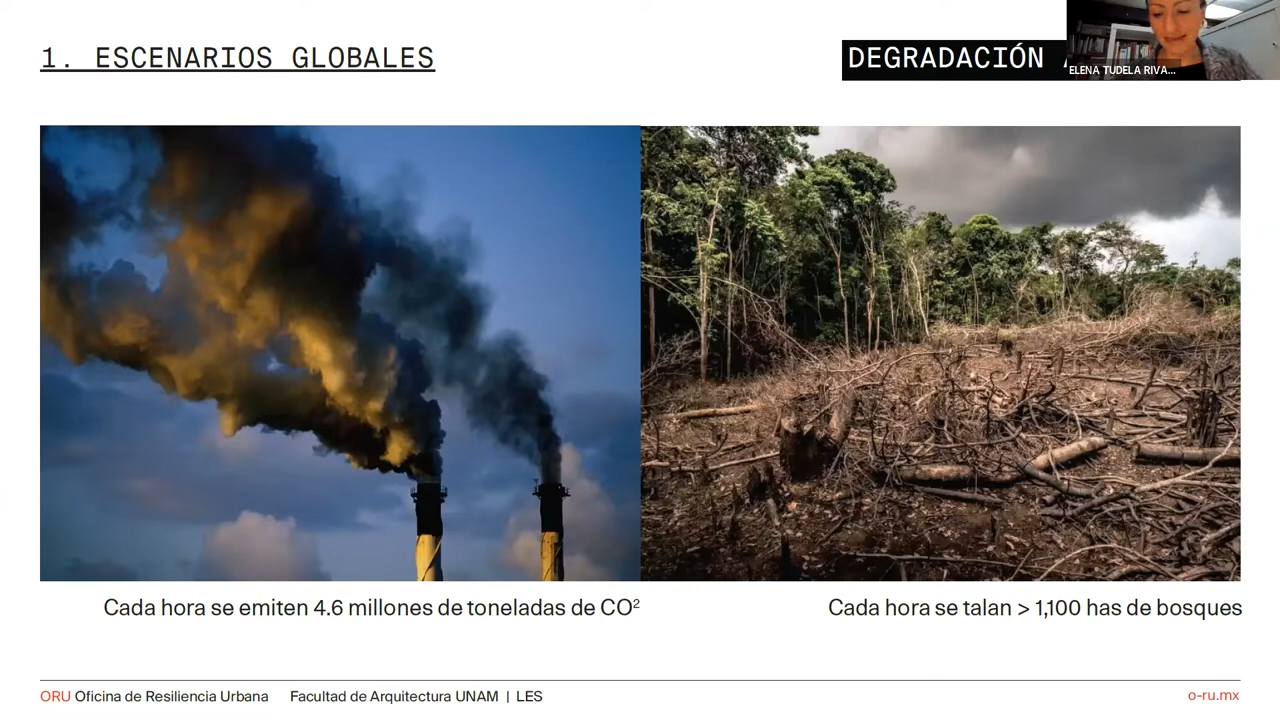 1. ESCENARIOS GLOBALES
DEGRADACIÓN
ELENA TUDELA RIVA...
Cada hora se emiten 4.6 millones de toneladas de CO²
Cada hora se talan > 1,100 has de bosques
ORU Oficina de Resiliencia Urbana Facultad de Arquitectura UNAM | LES
o-ru.mx